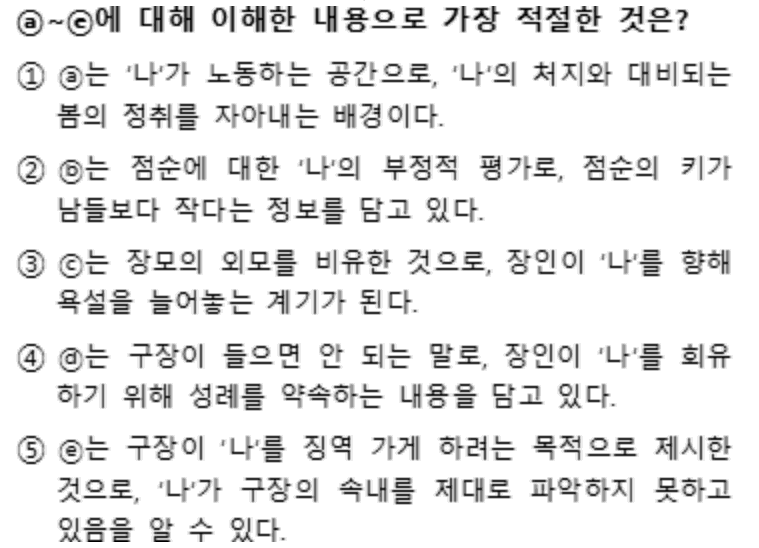 ⓐ~ⓔ에 대해 이해한 내용으로 가장 적절한 것은?
① ⓐ는 '나'가 노동하는 공간으로, '나'의 처지와 대비되는
봄의 정취를 자아내는 배경이다.
② ⓑ는 점순에 대한 '나'의 부정적 평가로, 점순의 키가
남들보다 작다는 정보를 담고 있다.
③ ⓒ는 장모의 외모를 비유한 것으로, 장인이 '나'를 향해
욕설을 늘어놓는 계기가 된다.
④ ⓓ는 구장이 들으면 안 되는 말로, 장인이 '나'를 회유
하기 위해 성례를 약속하는 내용을 담고 있다.
⑤ ⓔ는 구장이 '나'를 징역 가게 하려는 목적으로 제시한
것으로, '나'가 구장의 속내를 제대로 파악하지 못하고
있음을 알 수 있다.